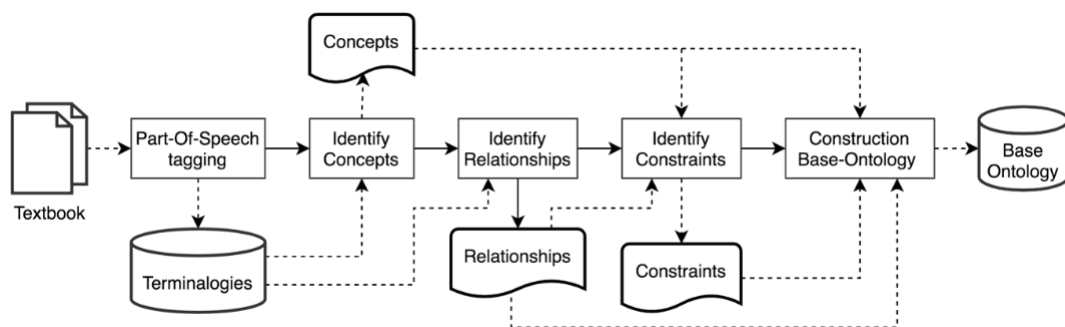 Concepts
Part-Of-Speech
tagging
Identify
Concepts
Identify
Relationships
Identify
Constraints
Construction
Base-Ontology
Base
Ontology
Textbook
Terminalogies
Relationships
Constraints